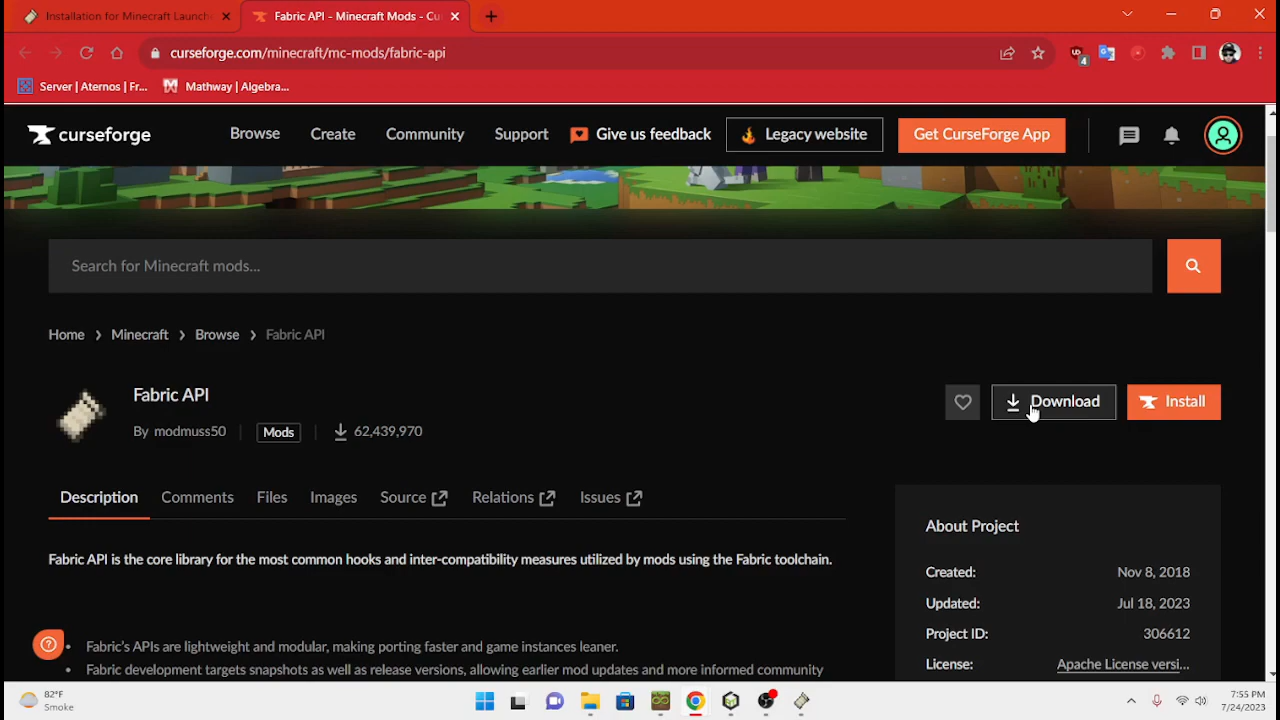 Installation for Minecraft Launch
Fabric API - Minecraft Mods - Cu
curseforge.com/minecraft/mc-mods/fabric-api
4
Server | Aternos | Fr...
Mathway | Algebra...
curseforge
Browse
Create
Community
Support
Give us feedback
Legacy website
Get CurseForge App
Search for Minecraft mods...
Home > Minecraft > Browse > Fabric API
Fabric API
Download
Install
By modmuss50
Mods
62,439,970
Description
Comments
Files
Images
Source
Relations
Issues
About Project
Fabric API is the core library for the most common hooks and inter-compatibility measures utilized by mods using the Fabric toolchain.
Created: Nov 8, 2018
Updated: Jul 18, 2023
Project ID: 306612
License: Apache License versi...
• Fabric's APIs are lightweight and modular, making porting faster and game instances leaner.
• Fabric development targets snapshots as well as release versions, allowing earlier mod updates and more informed community
82°F
Smoke
7:55 PM
7/24/2023